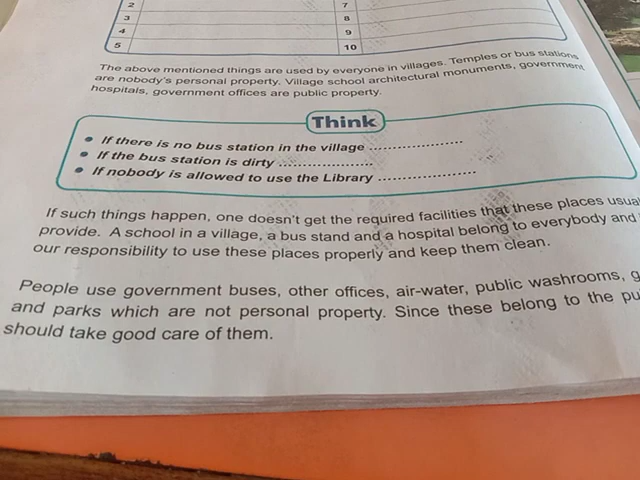 2
7
3
8
4
9
5
10
The above mentioned things are used by everyone in villages. Temples or bus stations
are nobody's personal property. Village school architectural monuments, government
hospitals, government offices are public property.
Think
• If there is no bus station in the village ....................
• If the bus station is dirty ....................
• If nobody is allowed to use the Library ....................
If such things happen, one doesn't get the required facilities that these places usua
provide. A school in a village, a bus stand and a hospital belong to everybody and
our responsibility to use these places properly and keep them clean.
People use government buses, other offices, air-water, public washrooms, g
and parks which are not personal property. Since these belong to the pu
should take good care of them.